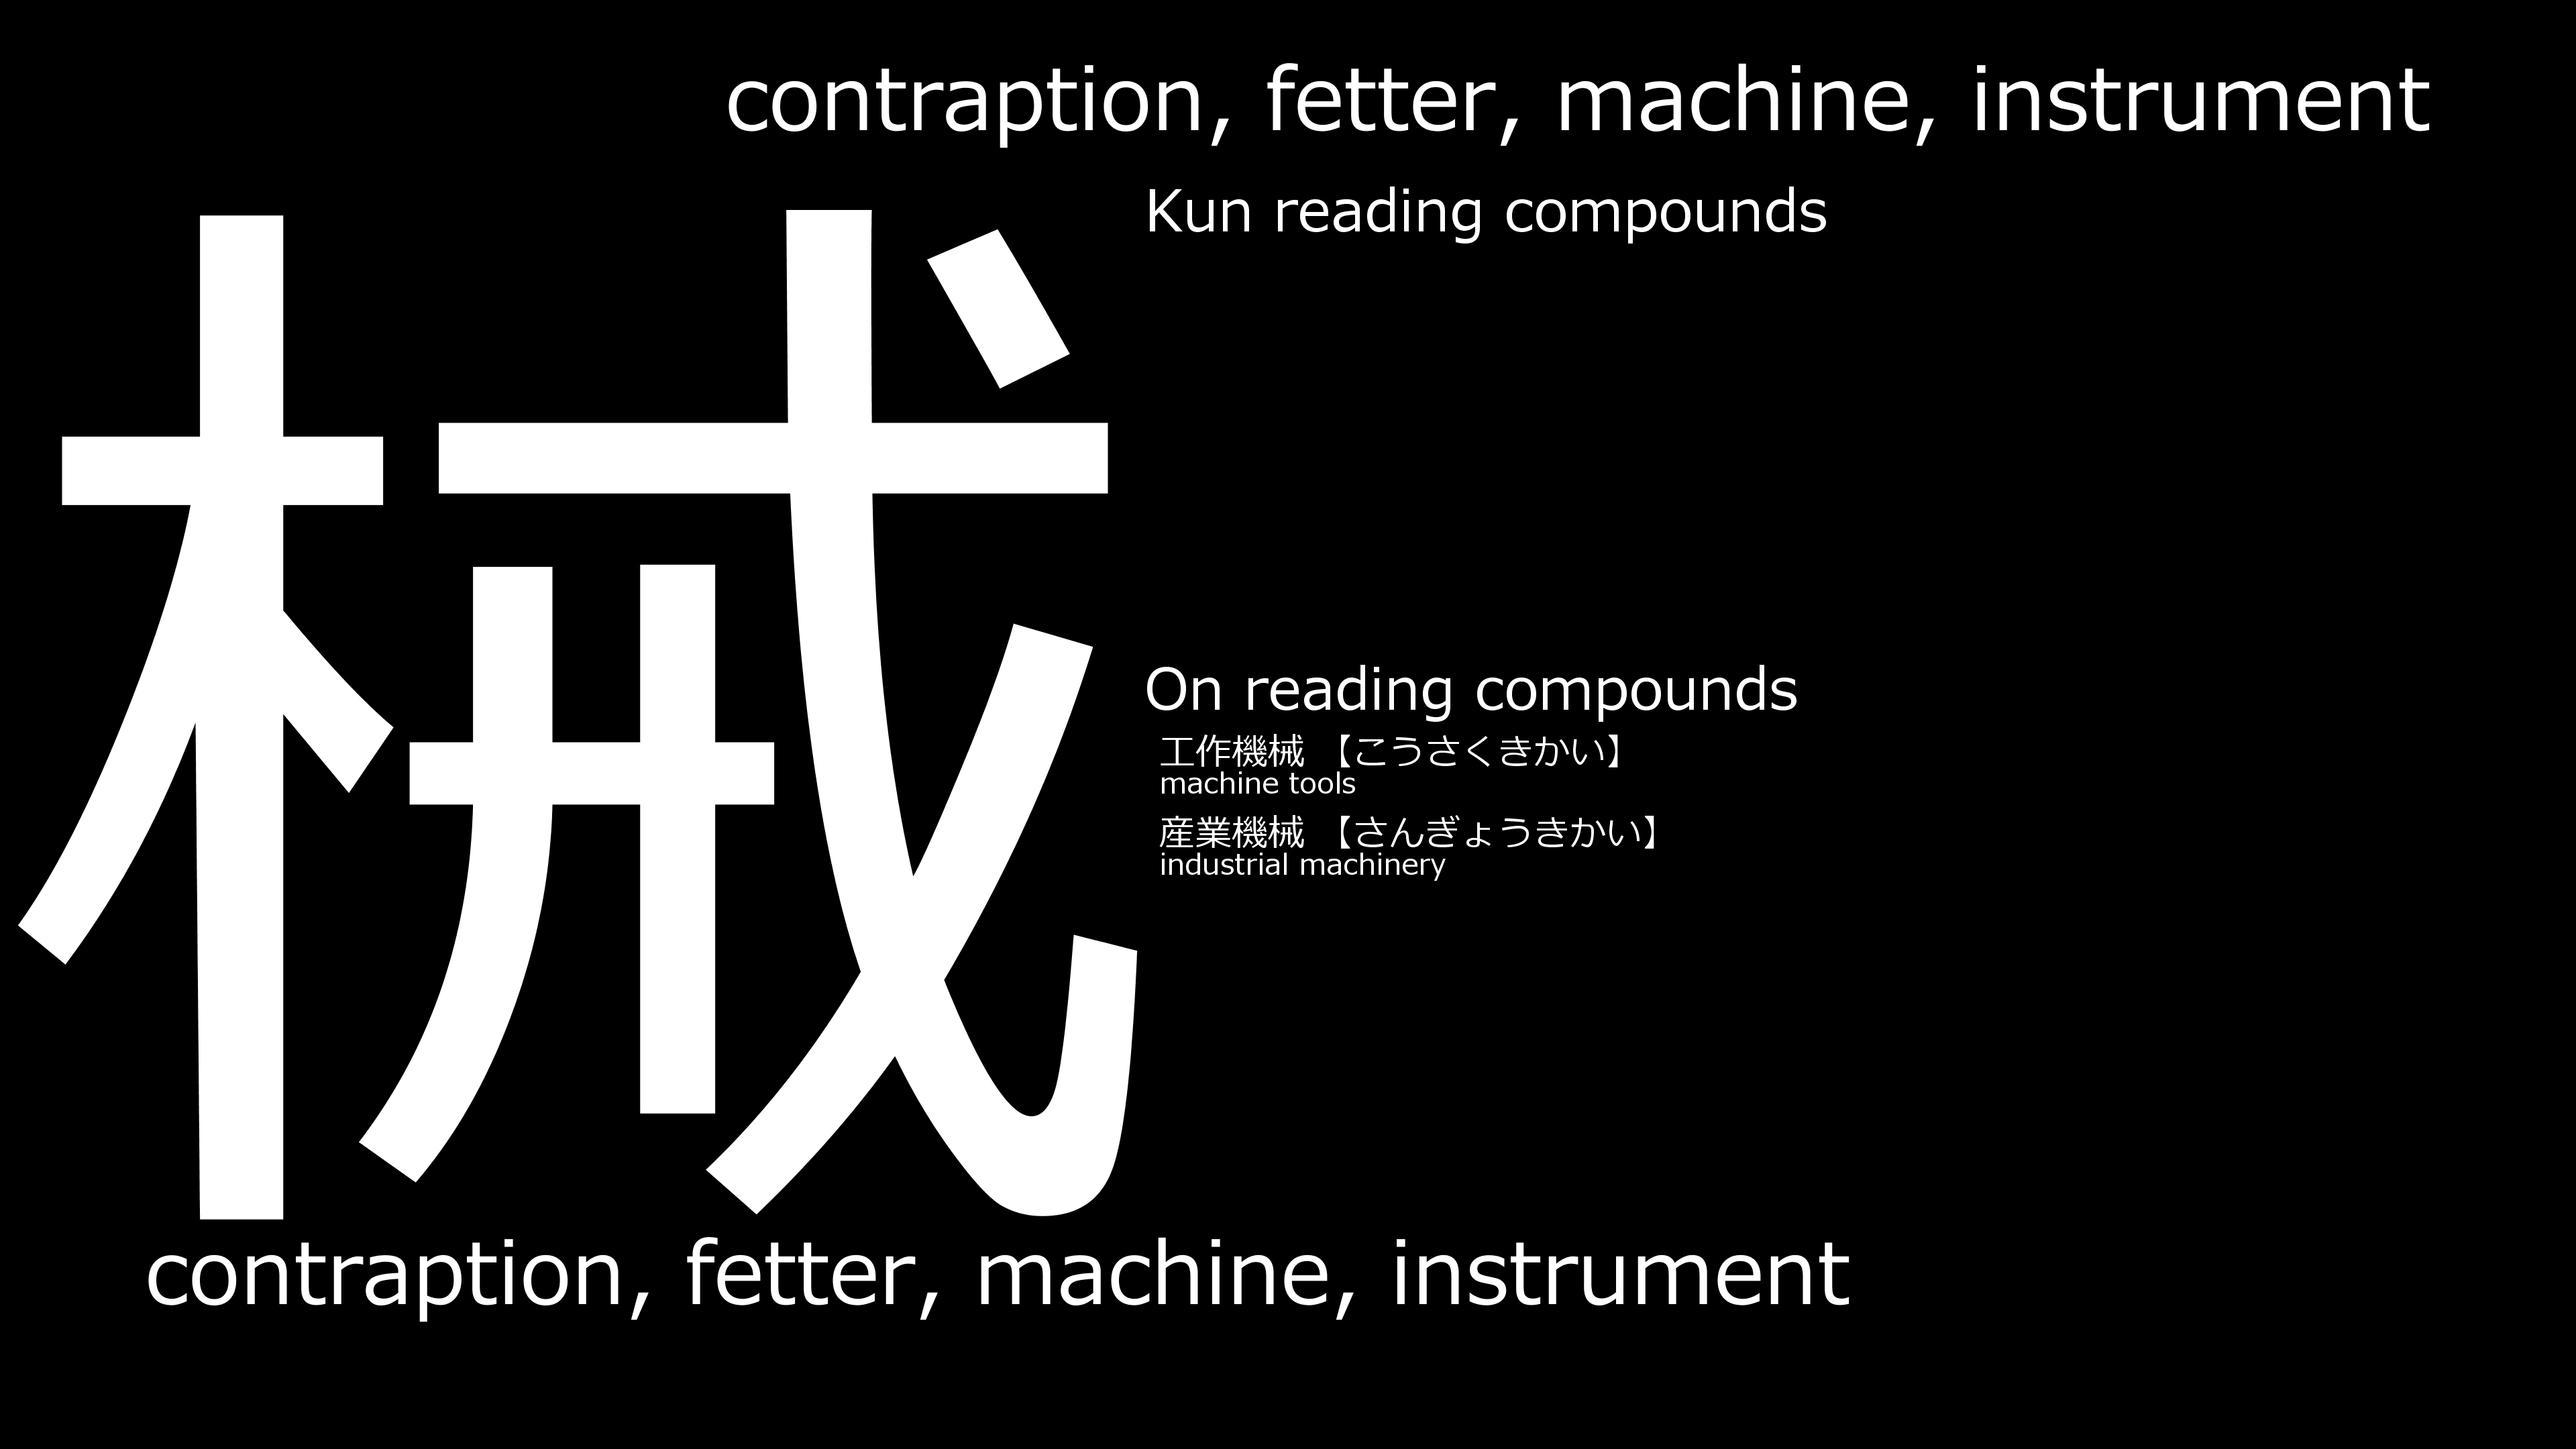 contraption, fetter, machine, instrument
械
Kun reading compounds
On reading compounds
工作機械 【こうさくきかい】
machine tools
産業機械 【さんぎょうきかい】
industrial machinery
contraption, fetter, machine, instrument